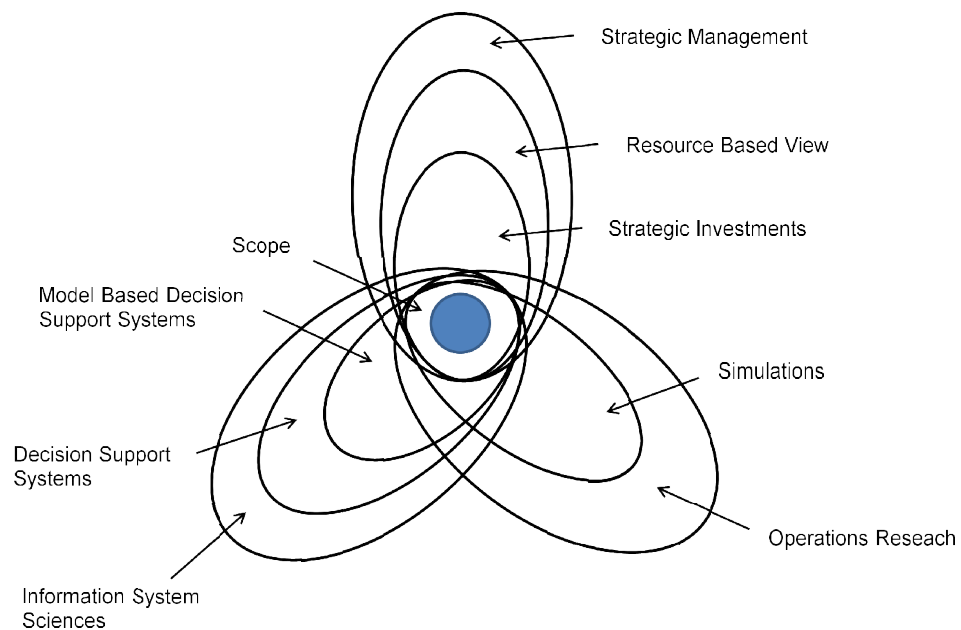 Strategic Management
Resource Based View
Strategic Investments
Scope
Model Based Decision
Support Systems
Simulations
Decision Support
Systems
Operations Reseach
Information System
Sciences